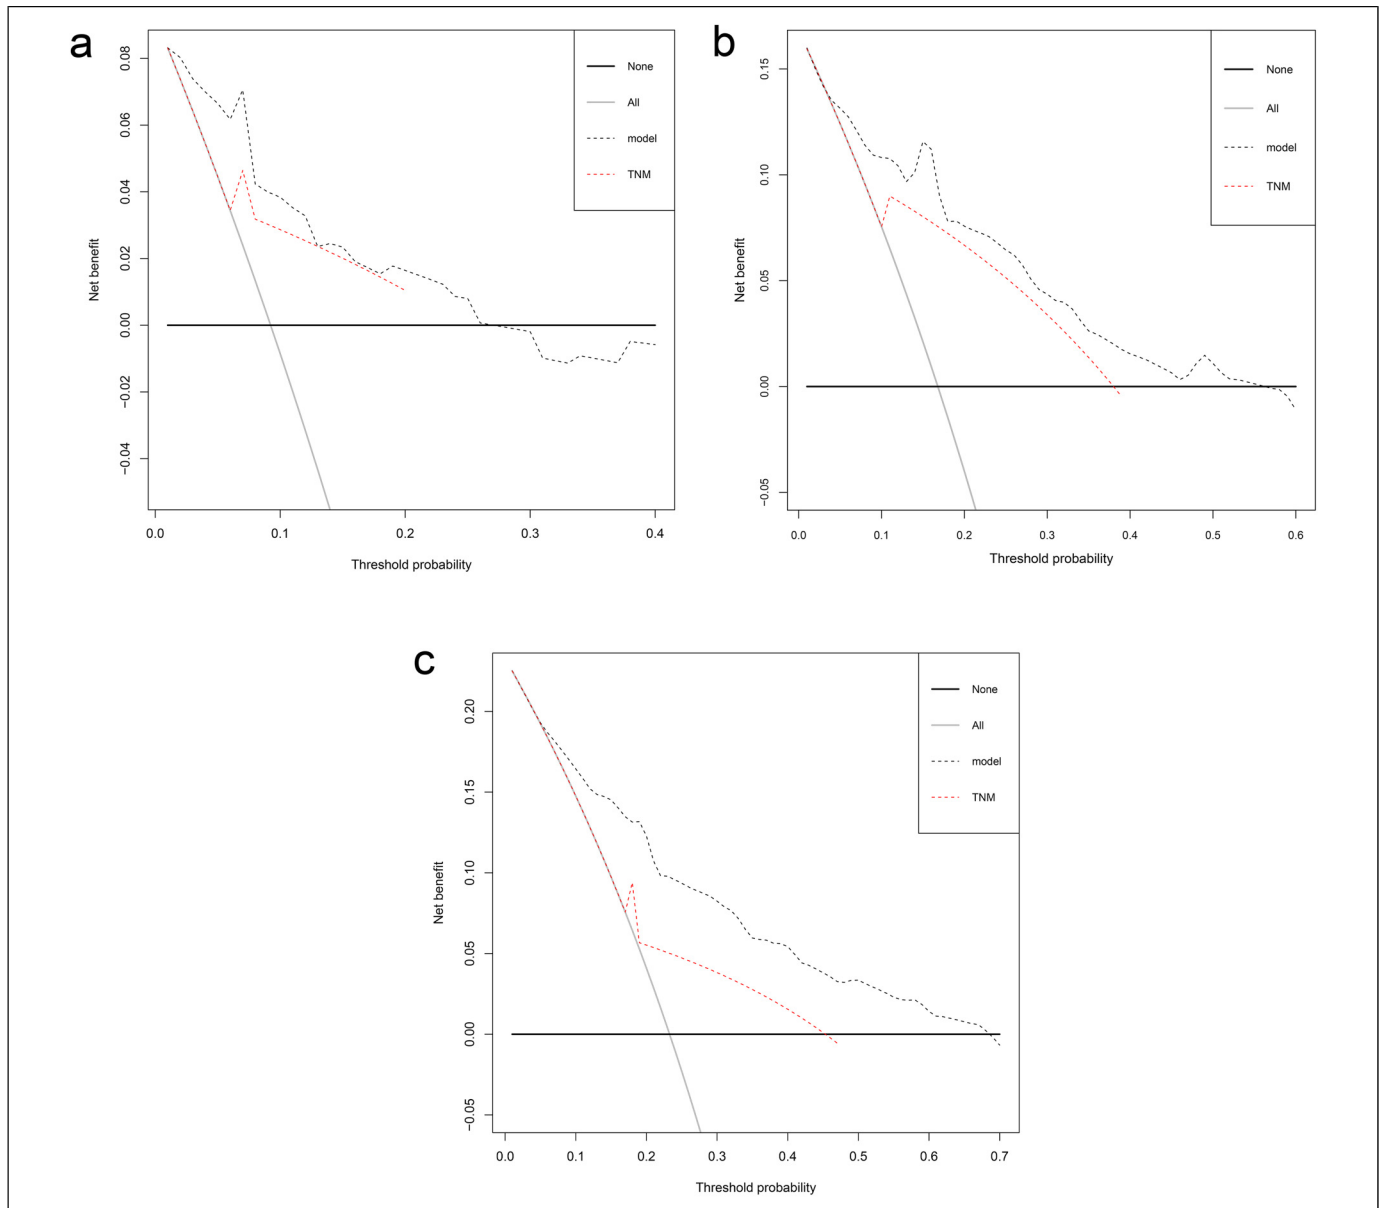 a
None
All
model
TNM
Net benefit
0.08
0.06
0.04
0.02
0.00
−0.02
−0.04
0.0 0.1 0.2 0.3 0.4
Threshold probability
b
None
All
model
TNM
Net benefit
0.15
0.10
0.05
0.00
−0.05
0.0 0.1 0.2 0.3 0.4 0.5 0.6
Threshold probability
c
None
All
model
TNM
Net benefit
0.20
0.15
0.10
0.05
0.00
−0.05
0.0 0.1 0.2 0.3 0.4 0.5 0.6 0.7
Threshold probability